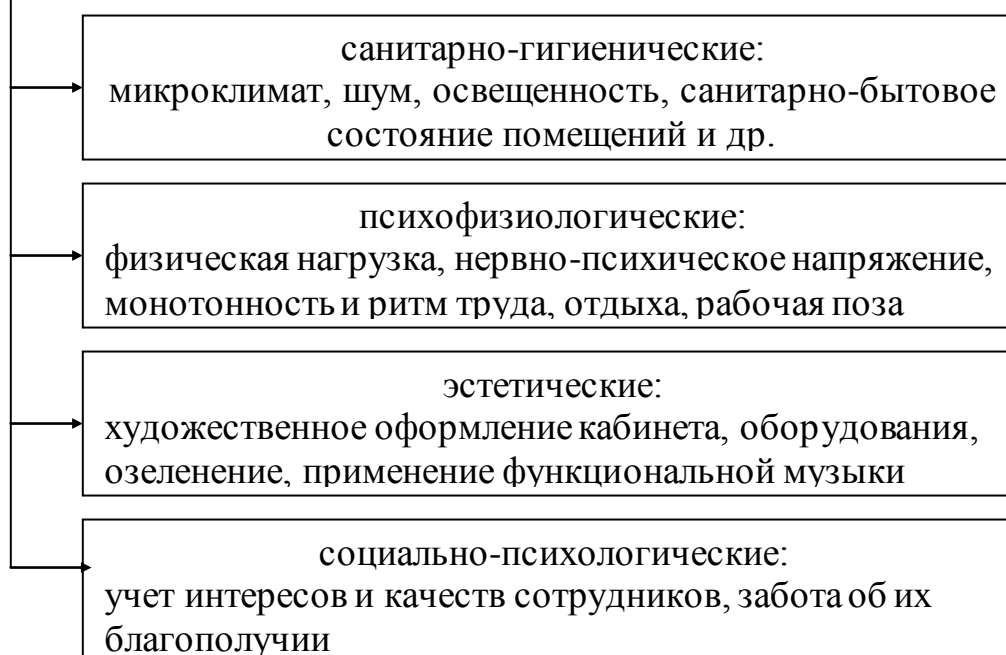 санитарно-гигиенические:
микроклимат, шум, освещенность, санитарно-бытовое
состояние помещений и др.
психофизиологические:
физическая нагрузка, нервно-психическое напряжение,
монотонность и ритм труда, отдыха, рабочая поза
эстетические:
художественное оформление кабинета, оборудования,
озеленение, применение функциональной музыки
социально-психологические:
учет интересов и качеств сотрудников, забота об их
благополучии